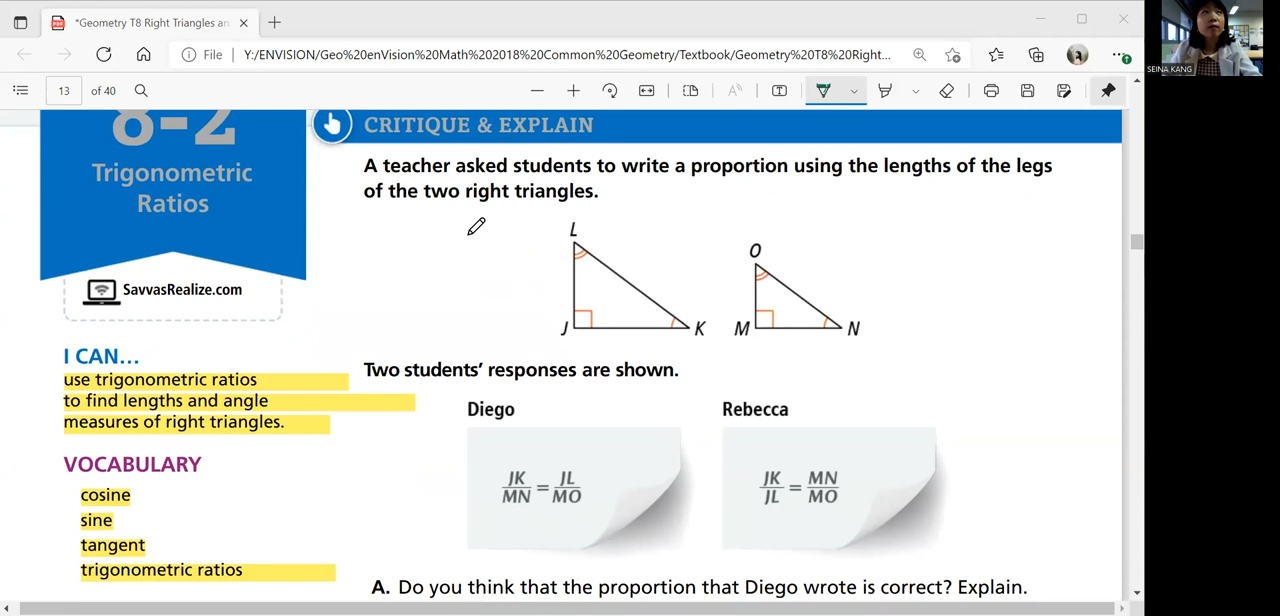 *Geometry T8 Right Triangles an
File
Y:/ENVISION/Geo%20enVision%20Math%202018%20Common%20Geometry/Textbook/Geometry%20T8%20Right...
13
of 40
SEINA KANG
8-2
Trigonometric
Ratios
SavvasRealize.com
I CAN...
use trigonometric ratios
to find lengths and angle
measures of right triangles.
VOCABULARY
cosine
sine
tangent
trigonometric ratios
CRITIQUE & EXPLAIN
A teacher asked students to write a proportion using the lengths of the legs
of the two right triangles.
L
J
K
O
M
N
Two students' responses are shown.
Diego
JK/MN = JL/MO
Rebecca
JK/JL = MN/MO
A. Do you think that the proportion that Diego wrote is correct? Explain.